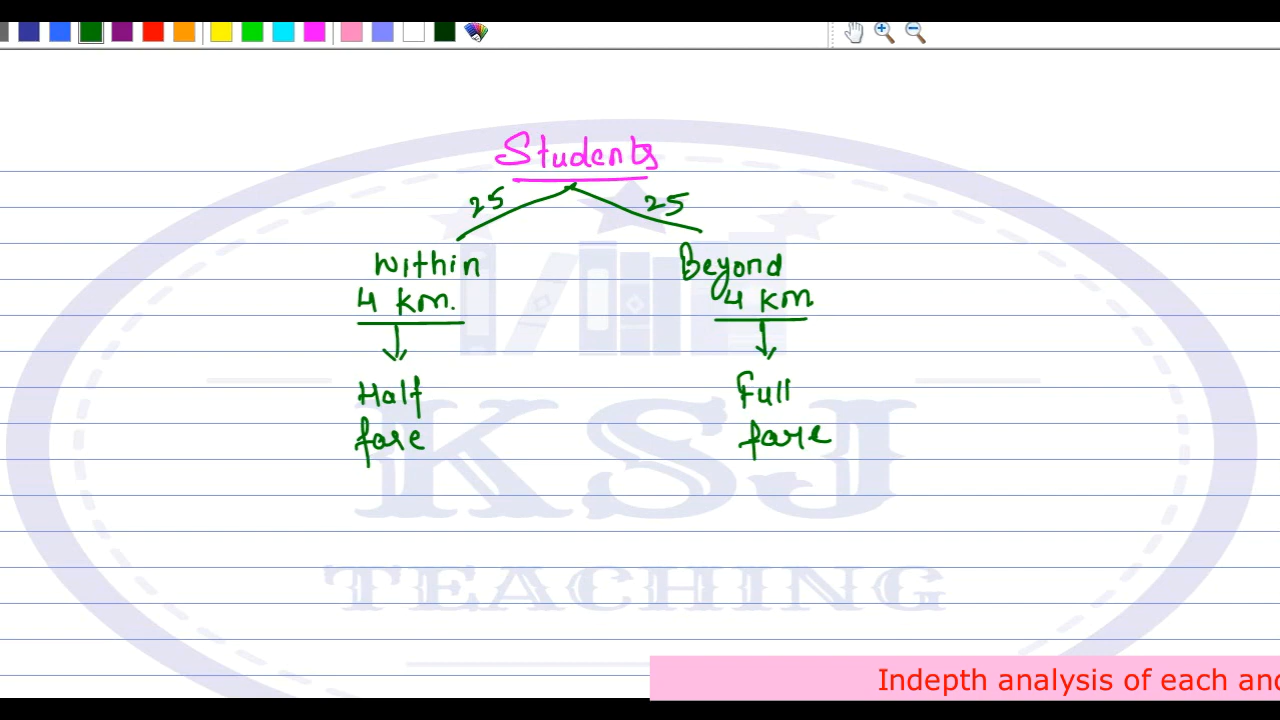 Students
25 25
Within Beyond
4 km. 4 km
Half Full
fare fare
KSJ
TEACHING
Indepth analysis of each and